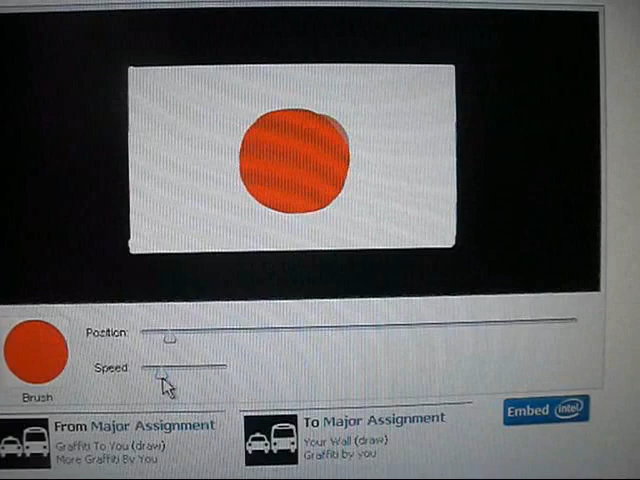 Position:
Speed
Brush
Embed intel
From Major Assignment
Graffiti To You (draw)
More Graffiti By You
To Major Assignment
Your Wall (draw)
Graffiti by you